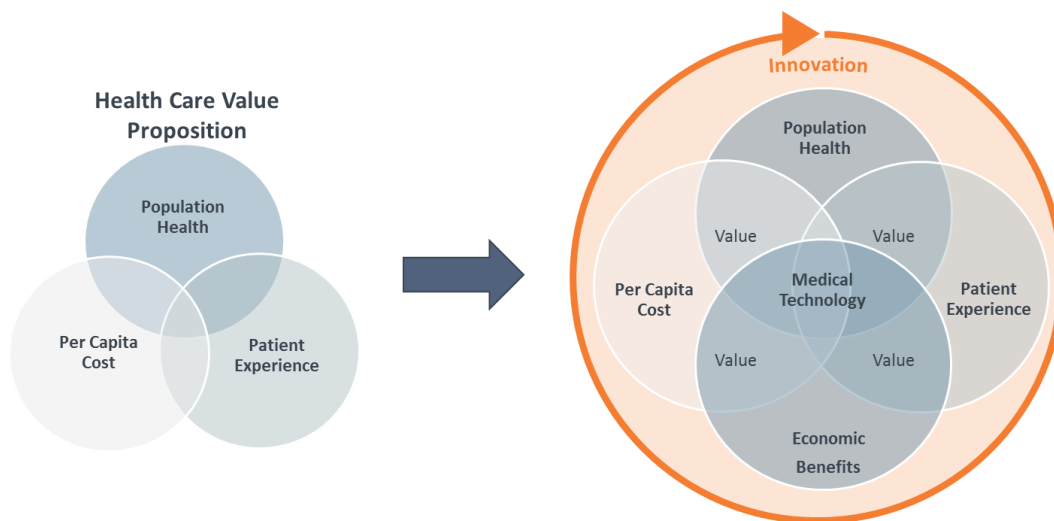 Health Care Value
Proposition
Population
Health
Per Capita
Cost
Patient
Experience
Innovation
Population
Health
Value
Value
Per Capita
Cost
Medical
Technology
Patient
Experience
Value
Value
Economic
Benefits